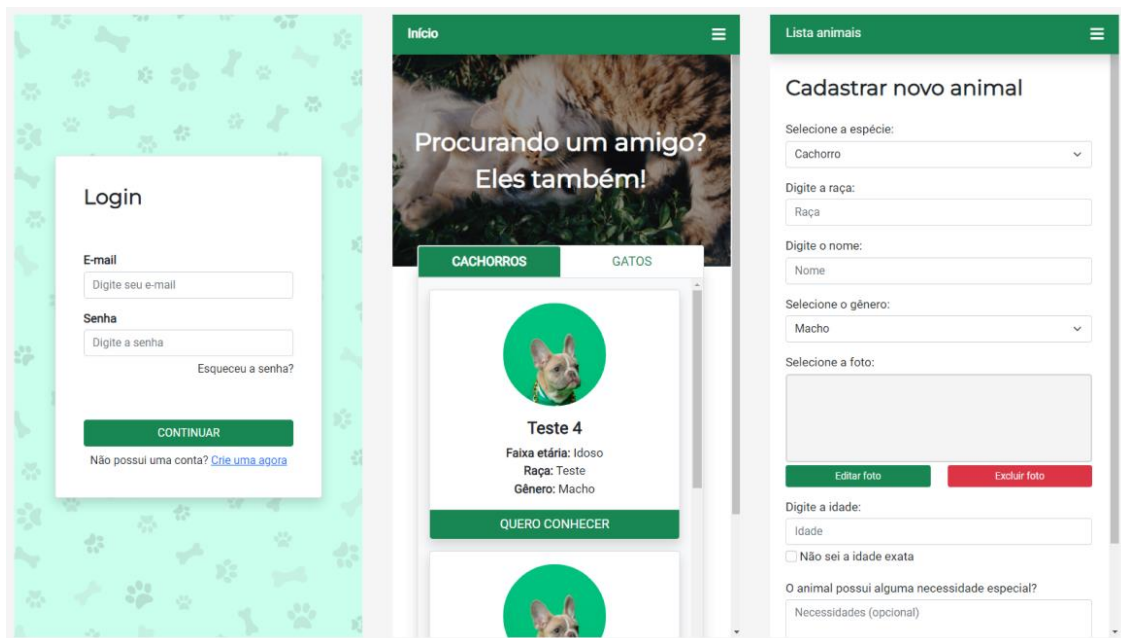 Login
E-mail
Digite seu e-mail
Senha
Digite a senha
Esqueceu a senha?
CONTINUAR
Não possui uma conta? Crie uma agora
Início
Procurando um amigo?
Eles também!
CACHORROS GATOS
Teste 4
Faixa etária: Idoso
Raça: Teste
Gênero: Macho
QUERO CONHECER
Lista animais
Cadastrar novo animal
Selecione a espécie:
Cachorro
Digite a raça:
Raça
Digite o nome:
Nome
Selecione o gênero:
Macho
Selecione a foto:
Editar foto Excluir foto
Digite a idade:
Idade
Não sei a idade exata
O animal possui alguma necessidade especial?
Necessidades (opcional)